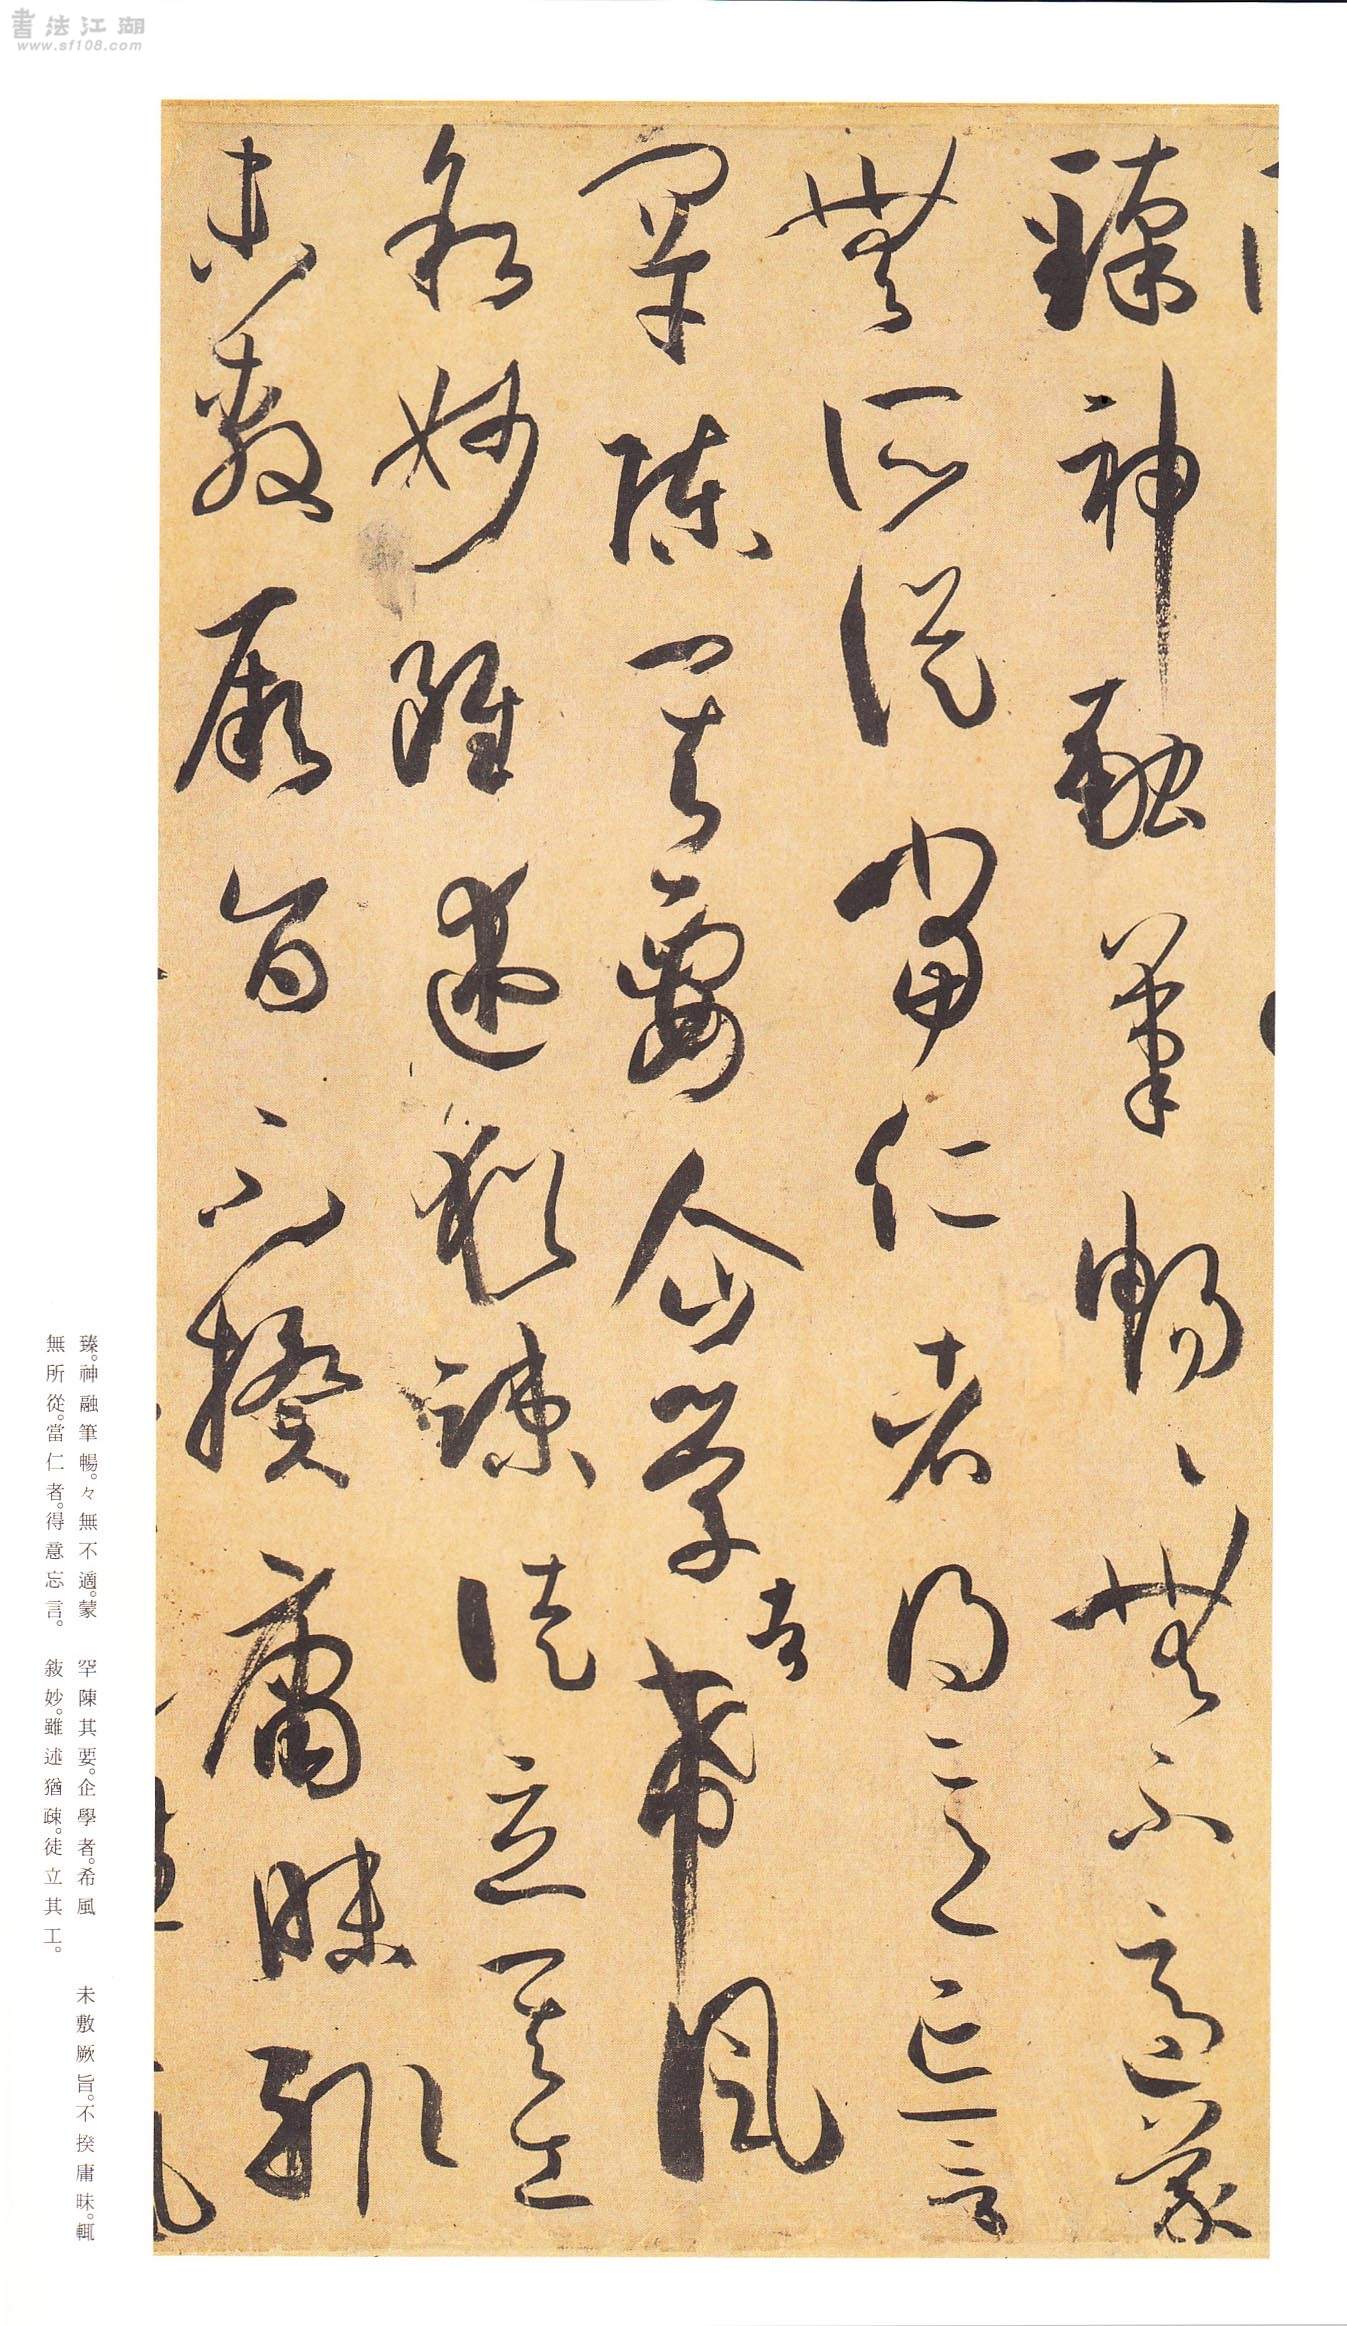 書法江湖
www.sf108.com
臻神融筆暢々無不適蒙
無所從當仁者得意忘言
罕陳其要企學者希風
敍妙雖述猶疎徒立其工
未敷厥旨不揆庸昧輒
臻。神融筆暢。々無不適。蒙
無所從。當仁者。得意忘言。
罕陳其要。企學者。希風
敍妙。雖述猶疎。徒立其工。
未敷厥旨。不揆庸昧。輒